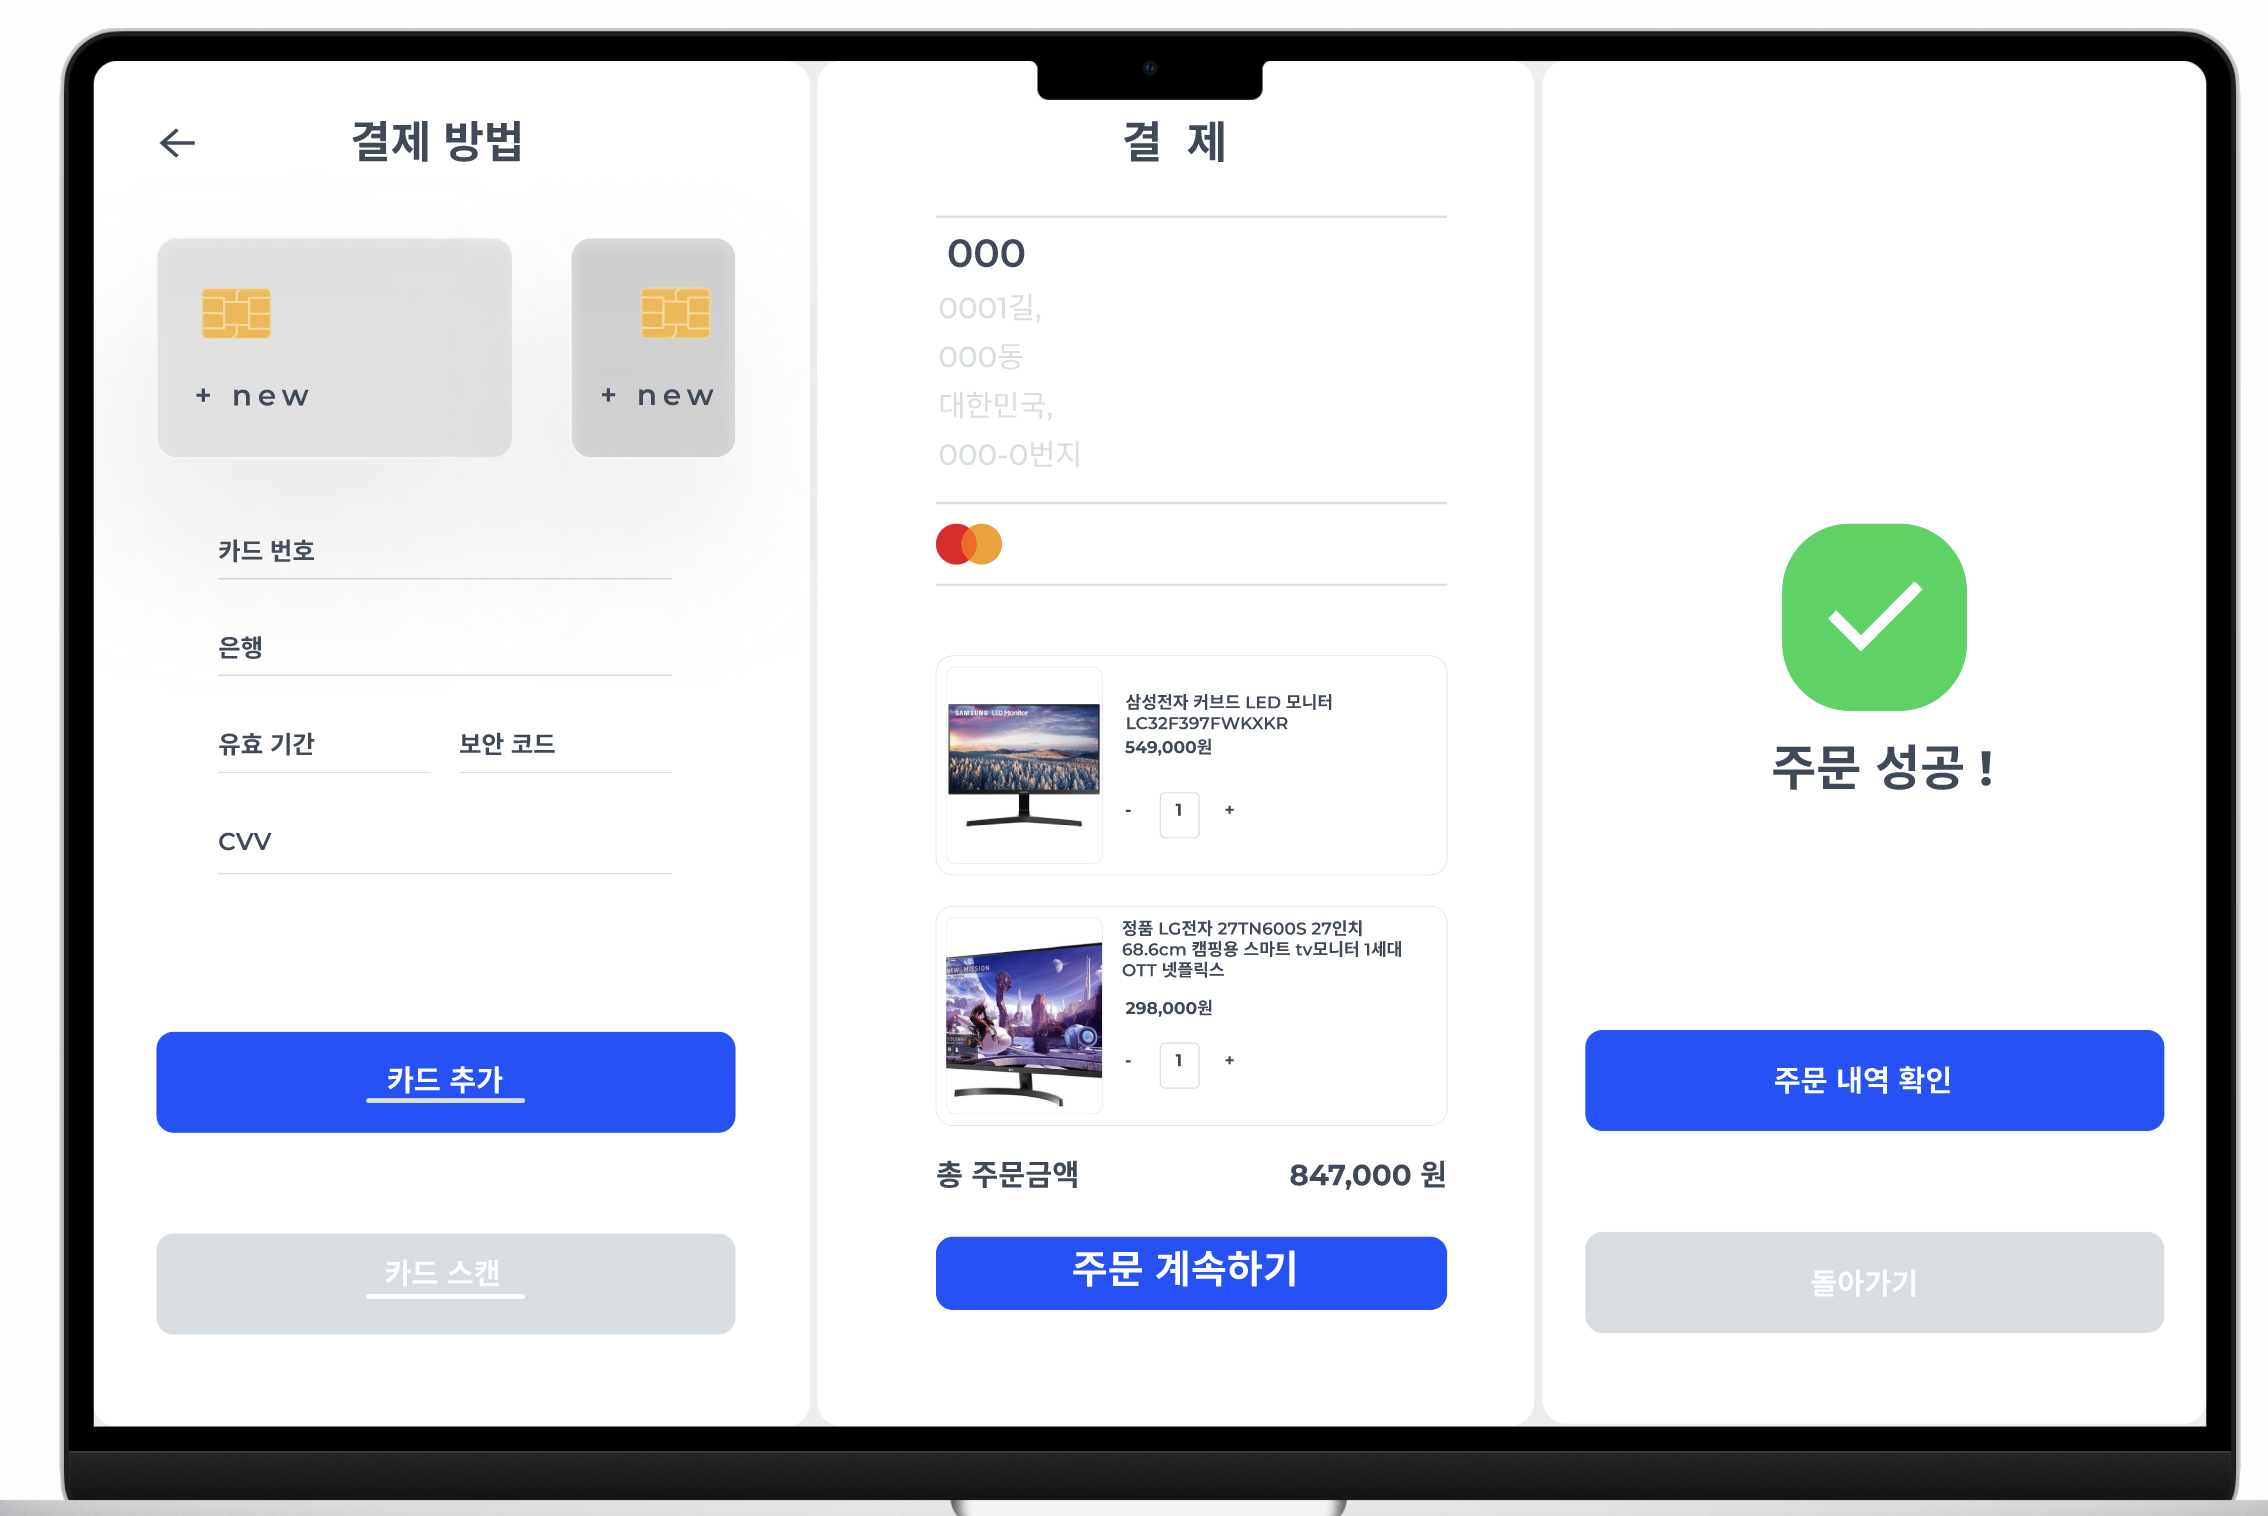 결제 방법
+ new
+ new
카드 번호
은행
유효 기간
보안 코드
CVV
카드 추가
카드 스캔
결 제
000
0001길,
000동
대한민국,
000-0번지
SAMSUNG LED Monitor
삼성전자 커브드 LED 모니터
LC32F397FWKXKR
549,000원
- 1 +
NEW MISSION
정품 LG전자 27TN600S 27인치
68.6cm 캠핑용 스마트 tv모니터 1세대
OTT 넷플릭스
298,000원
- 1 +
총 주문금액 847,000 원
주문 계속하기
주문 성공 !
주문 내역 확인
돌아가기